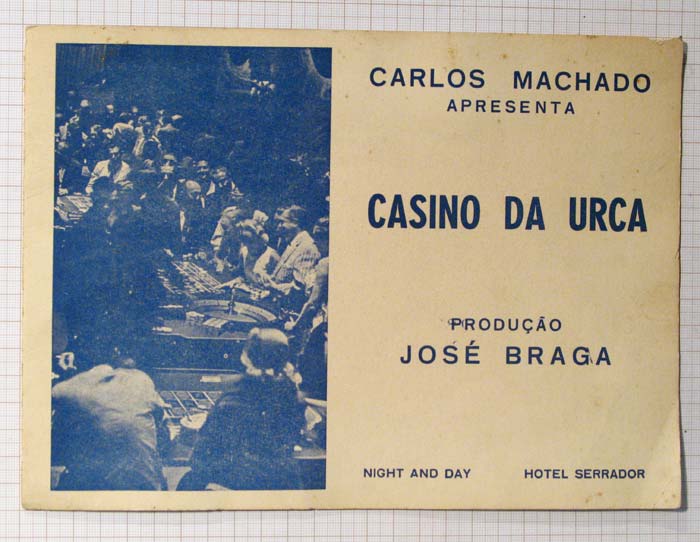 CARLOS MACHADO
APRESENTA
CASINO DA URCA
PRODUÇÃO
JOSÉ BRAGA
NIGHT AND DAY HOTEL SERRADOR